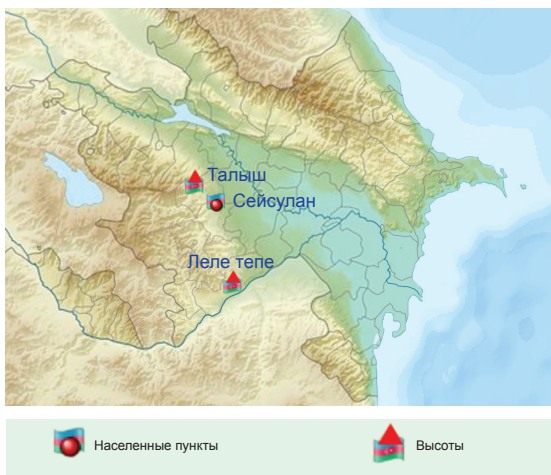 Талыш
Сейсулан
Леле тепе
Населенные пункты
Высоты